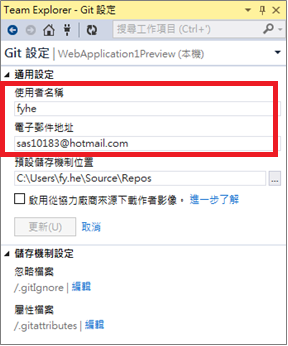 Team Explorer - Git 設定
搜尋工作項目 (Ctrl+')
Git 設定 | WebApplication1Preview (本機)
通用設定
使用者名稱
fyhe
電子郵件地址
sas10183@hotmail.com
預設儲存機制位置
C:\Users\fy.he\Source\Repos
...
啟用從協力廠商來源下載作者影像。 進一步了解
更新(U) 取消
儲存機制設定
忽略檔案
/.gitignore | 編輯
屬性檔案
/.gitattributes | 編輯